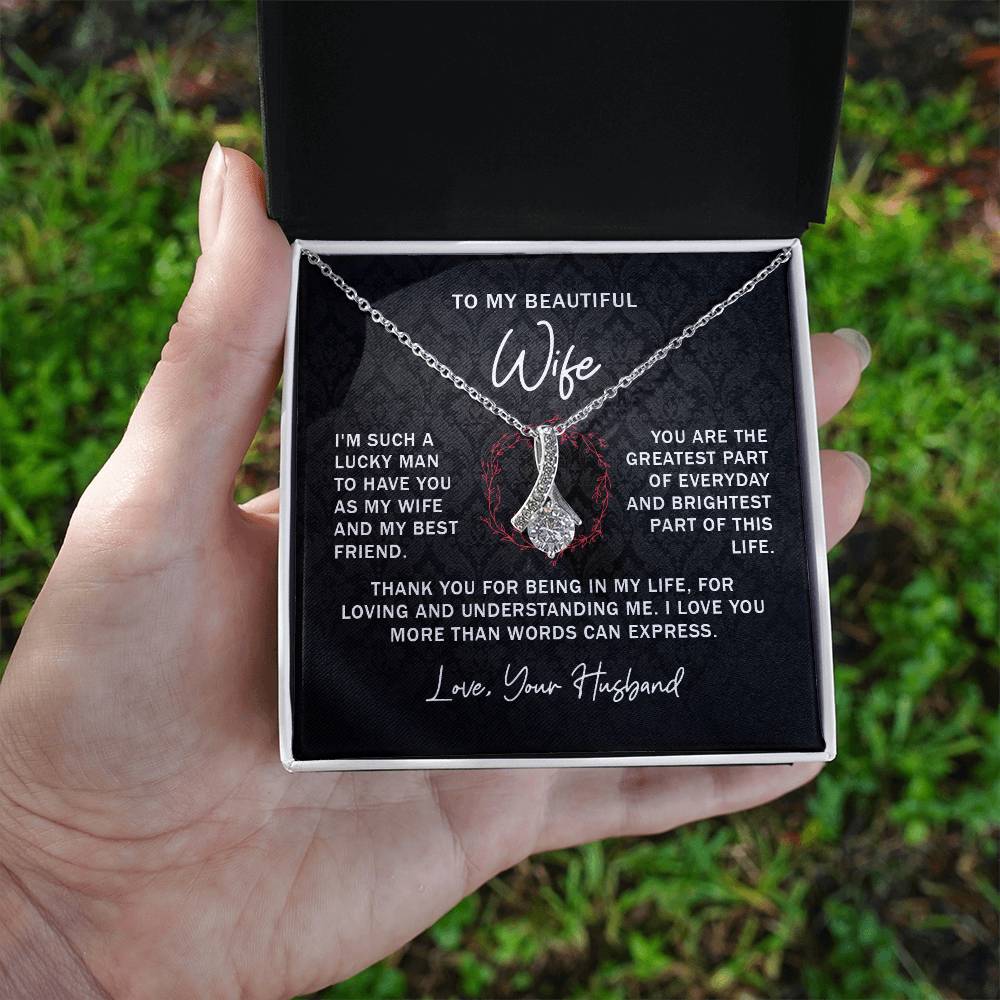 TO MY BEAUTIFUL
Wife
I'M SUCH A
LUCKY MAN
TO HAVE YOU
AS MY WIFE
AND MY BEST
FRIEND.
YOU ARE THE
GREATEST PART
OF EVERYDAY
AND BRIGHTEST
PART OF THIS
LIFE.
THANK YOU FOR BEING IN MY LIFE, FOR
LOVING AND UNDERSTANDING ME. I LOVE YOU
MORE THAN WORDS CAN EXPRESS.
Love, Your Husband